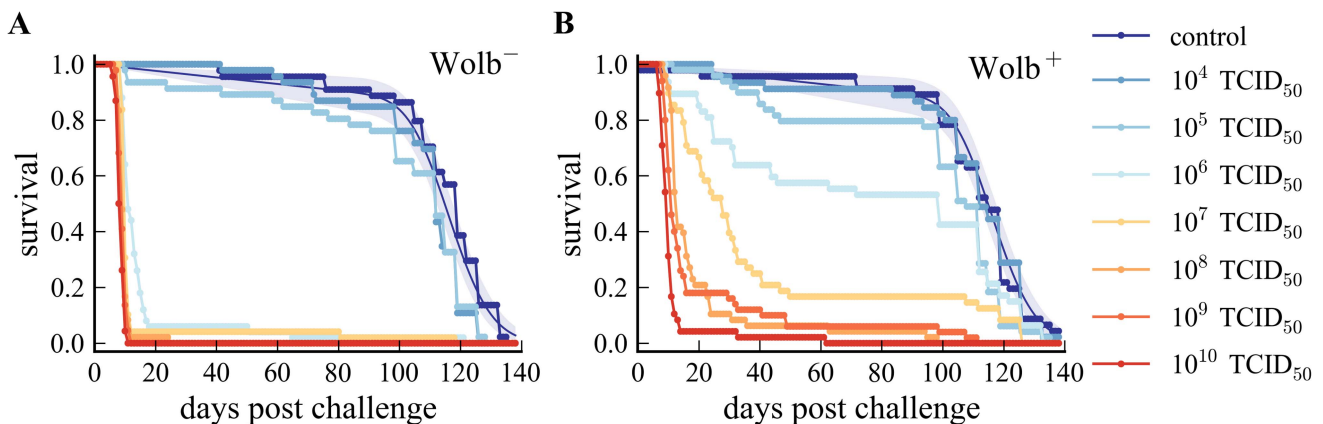 A
Wolb⁻
survival
1.0
0.8
0.6
0.4
0.2
0.0
0 20 40 60 80 100 120 140
days post challenge
B
Wolb⁺
survival
1.0
0.8
0.6
0.4
0.2
0.0
0 20 40 60 80 100 120 140
days post challenge
control
10⁴ TCID₅₀
10⁵ TCID₅₀
10⁶ TCID₅₀
10⁷ TCID₅₀
10⁸ TCID₅₀
10⁹ TCID₅₀
10¹⁰ TCID₅₀